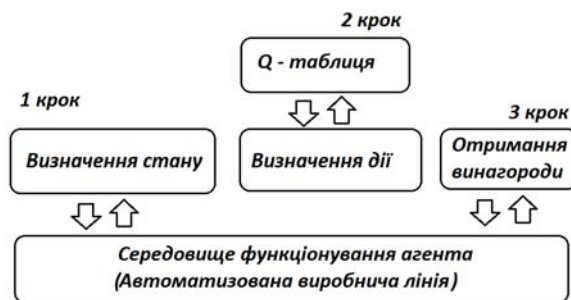 2 крок
Q - таблиця
1 крок
3 крок
Визначення стану
Визначення дії
Отримання
винагороди
Середовище функціонування агента
(Автоматизована виробнича лінія)